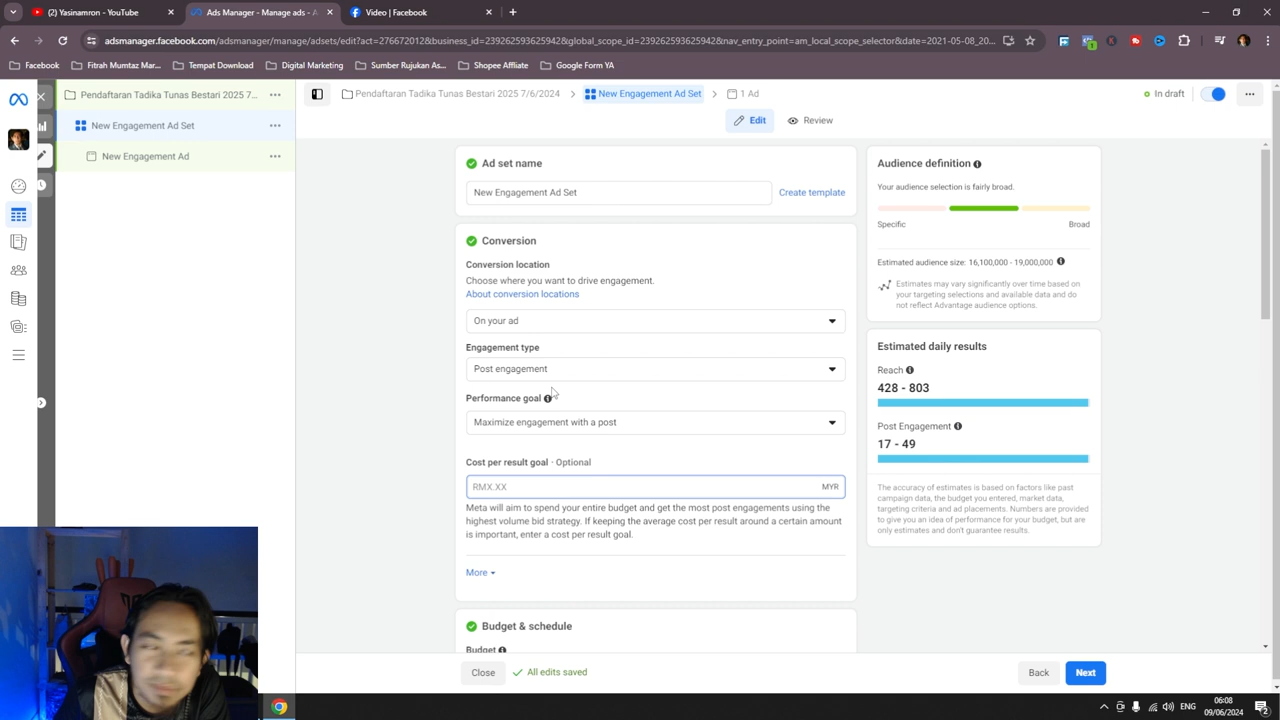 (2) Yasinamrn - YouTube
Ads Manager - Manage ads -
Video | Facebook
adsmanager.facebook.com/adsmanager/manage/adsets/edit?act=276672012&business_id=239262593625942&global_scope_id=239262593625942&nav_entry_point=am_local_scope_selector&date=2021-05-08_20...
Facebook
Fitrah Mumtaz Mar...
Tempat Download
Digital Marketing
Sumber Rujukan As...
Shopee Affliate
Google Form YA
Pendaftaran Tadika Tunas Bestari 2025 7...
New Engagement Ad Set
New Engagement Ad
Pendaftaran Tadika Tunas Bestari 2025 7/6/2024
New Engagement Ad Set
1 Ad
In draft
Edit
Review
Ad set name
New Engagement Ad Set
Create template
Conversion
Conversion location
Choose where you want to drive engagement.
About conversion locations
On your ad
Engagement type
Post engagement
Performance goal
Maximize engagement with a post
Cost per result goal · Optional
RMX.XX
MYR
Meta will aim to spend your entire budget and get the most post engagements using the
highest volume bid strategy. If keeping the average cost per result around a certain amount
is important, enter a cost per result goal.
More
Budget & schedule
Budget
Audience definition
Your audience selection is fairly broad.
Specific
Broad
Estimated audience size: 16,100,000 - 19,000,000
Estimates may vary significantly over time based on
your targeting selections and available data and do
not reflect Advantage audience options.
Estimated daily results
Reach
428 - 803
Post Engagement
17 - 49
The accuracy of estimates is based on factors like past
campaign data, the budget you entered, market data,
targeting criteria and ad placements. Numbers are provided
to give you an idea of performance for your budget, but are
only estimates and don't guarantee results.
Close
All edits saved
Back
Next
ENG
06:08
09/06/2024
2